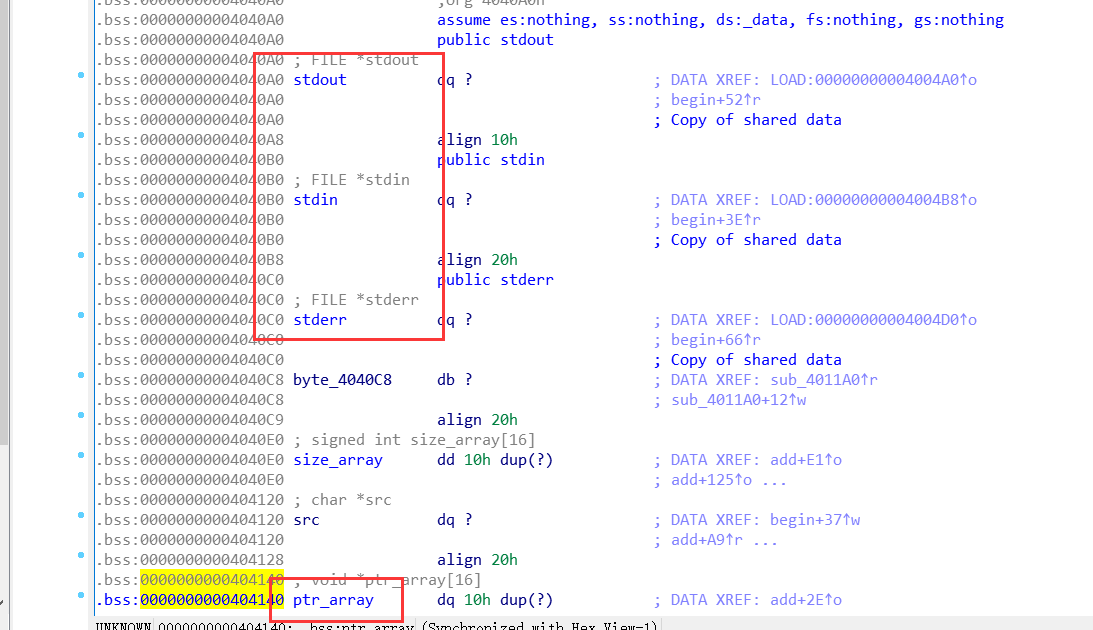 .bss:00000000004040A0 ;org 4040A0h
.bss:00000000004040A0 assume es:nothing, ss:nothing, ds:_data, fs:nothing, gs:nothing
.bss:00000000004040A0 public stdout
.bss:00000000004040A0 ; FILE *stdout
.bss:00000000004040A0 stdout dq ? ; DATA XREF: LOAD:00000000004004A0↑o
.bss:00000000004040A0 ; begin+52↑r
.bss:00000000004040A0 ; Copy of shared data
.bss:00000000004040A8 align 10h
.bss:00000000004040B0 public stdin
.bss:00000000004040B0 ; FILE *stdin
.bss:00000000004040B0 stdin dq ? ; DATA XREF: LOAD:00000000004004B8↑o
.bss:00000000004040B0 ; begin+3E↑r
.bss:00000000004040B0 ; Copy of shared data
.bss:00000000004040B8 align 20h
.bss:00000000004040C0 public stderr
.bss:00000000004040C0 ; FILE *stderr
.bss:00000000004040C0 stderr dq ? ; DATA XREF: LOAD:00000000004004D0↑o
.bss:00000000004040C0 ; begin+66↑r
.bss:00000000004040C0 ; Copy of shared data
.bss:00000000004040C8 byte_4040C8 db ? ; DATA XREF: sub_4011A0↑r
.bss:00000000004040C8 ; sub_4011A0+12↑w
.bss:00000000004040C9 align 20h
.bss:00000000004040E0 ; signed int size_array[16]
.bss:00000000004040E0 size_array dd 10h dup(?) ; DATA XREF: add+E1↑o
.bss:00000000004040E0 ; add+125↑o ...
.bss:0000000000404120 ; char *src
.bss:0000000000404120 src dq ? ; DATA XREF: begin+37↑w
.bss:0000000000404120 ; add+A9↑r ...
.bss:0000000000404128 align 20h
.bss:0000000000404140 ; void *ptr_array[16]
.bss:0000000000404140 ptr_array dq 10h dup(?) ; DATA XREF: add+2E↑o
UNKNOWN 0000000000404140: .bss:ptr_array (Synchronized with Hex View-1)